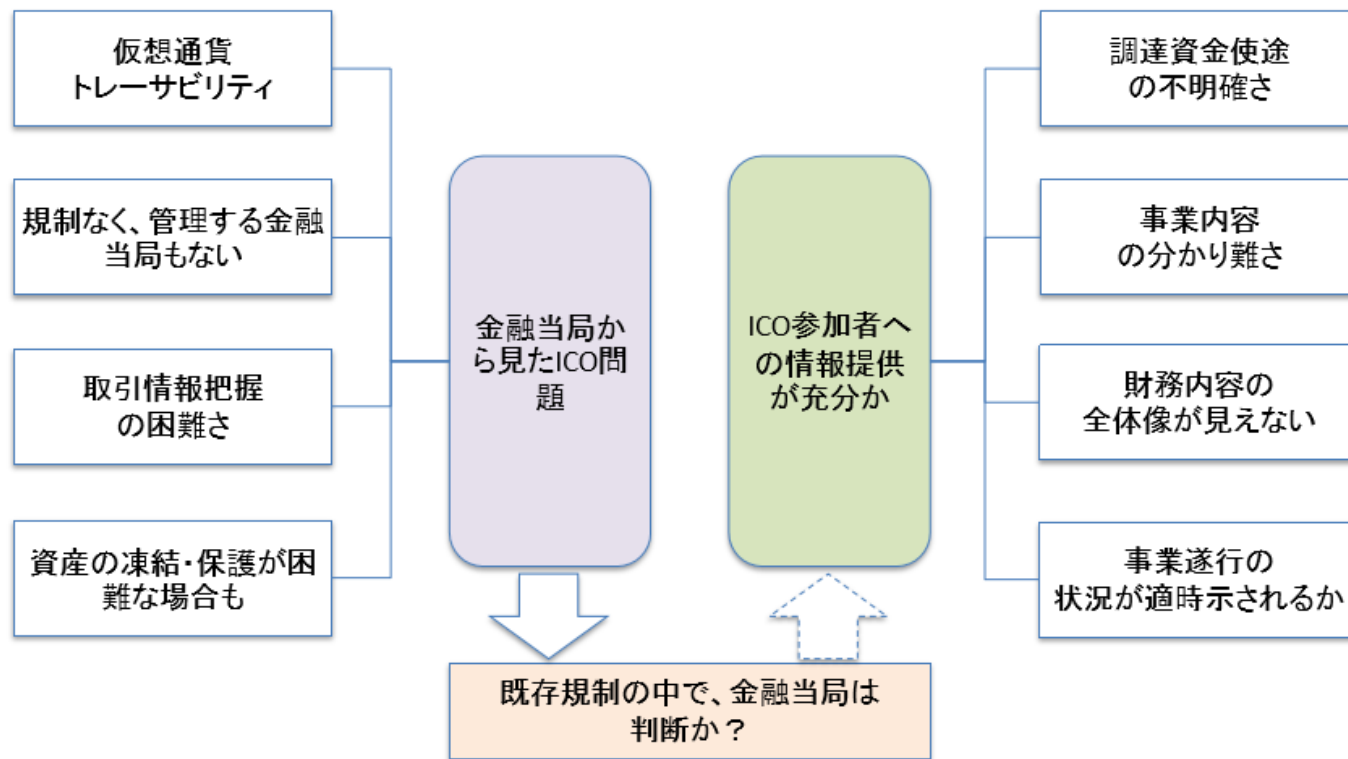 仮想通貨
トレーサビリティ
規制なく、管理する金融
当局もない
取引情報把握
の困難さ
資産の凍結・保護が困
難な場合も
金融当局か
ら見たICO問
題
ICO参加者へ
の情報提供
が充分か
調達資金使途
の不明確さ
事業内容
の分かり難さ
財務内容の
全体像が見えない
事業遂行の
状況が適時示されるか
既存規制の中で、金融当局は
判断か？